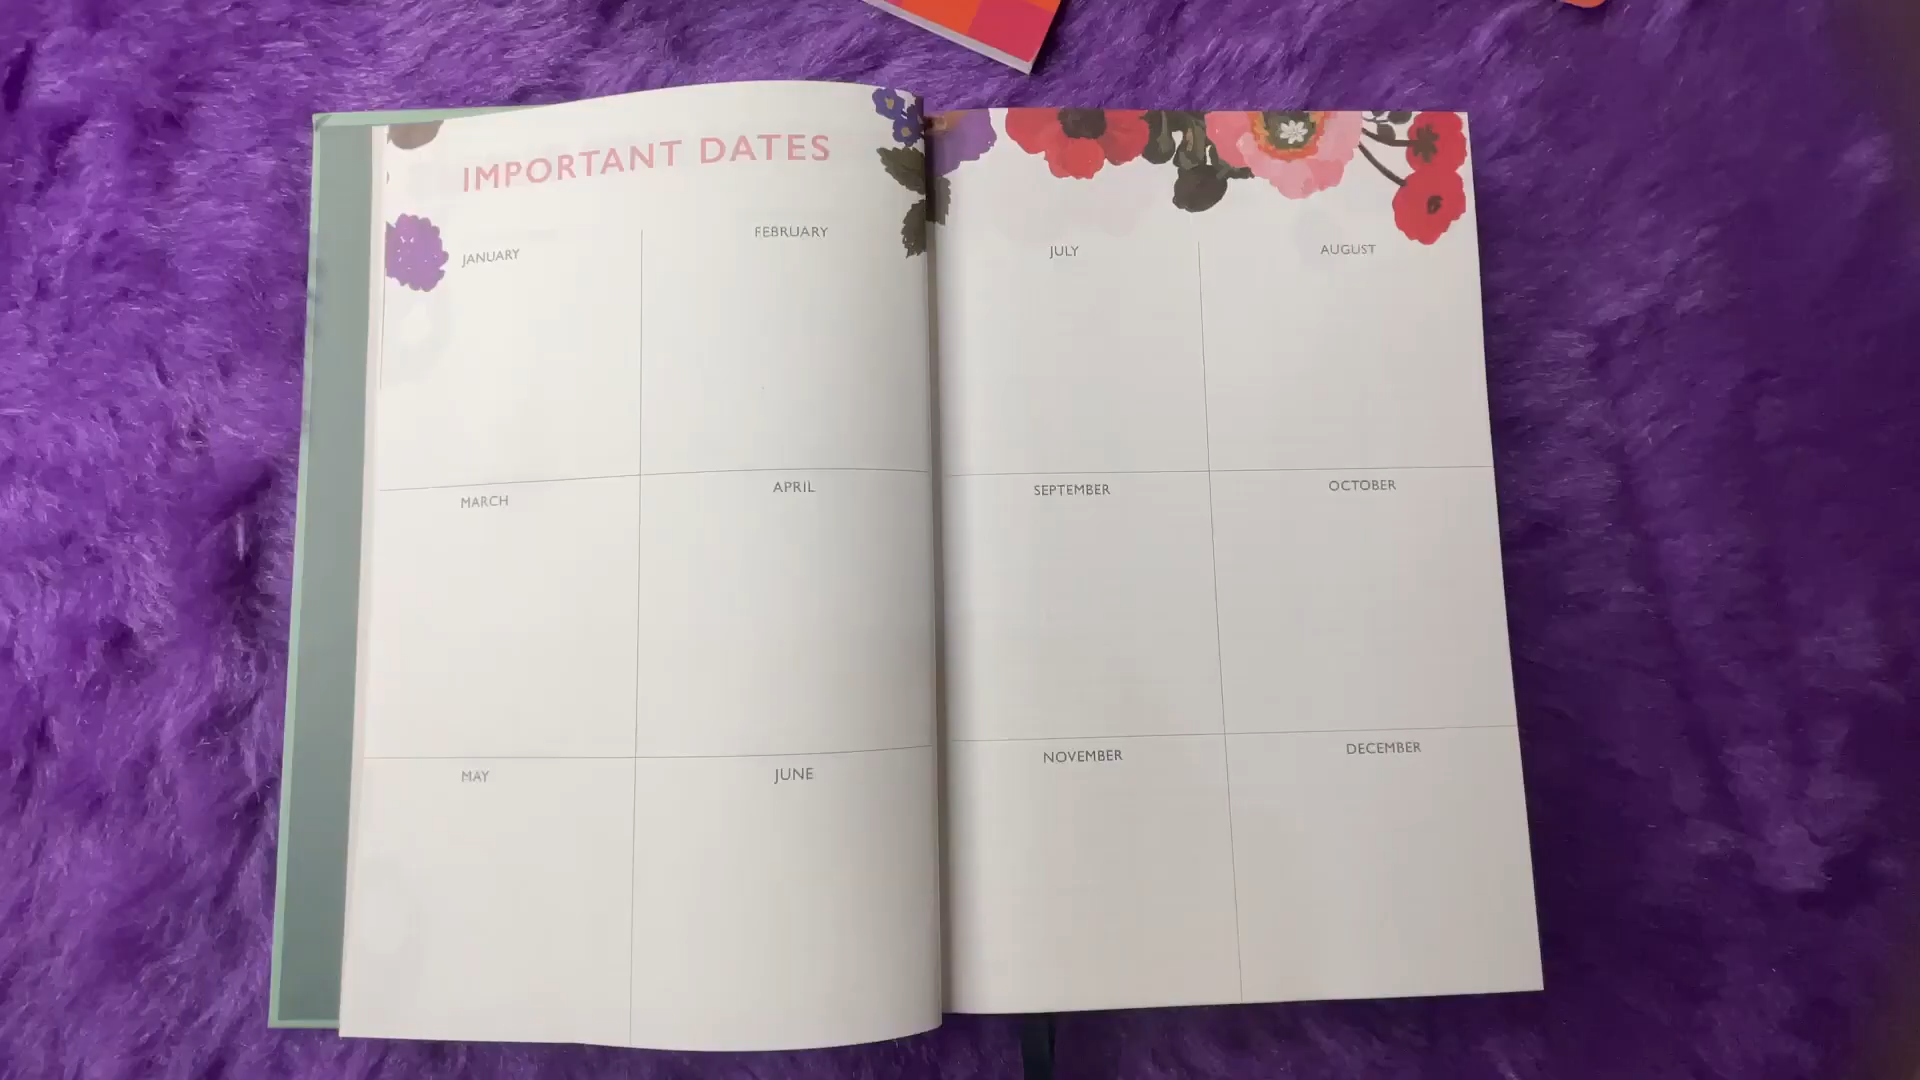 IMPORTANT DATES
JANUARY
FEBRUARY
MARCH
APRIL
MAY
JUNE
JULY
AUGUST
SEPTEMBER
OCTOBER
NOVEMBER
DECEMBER